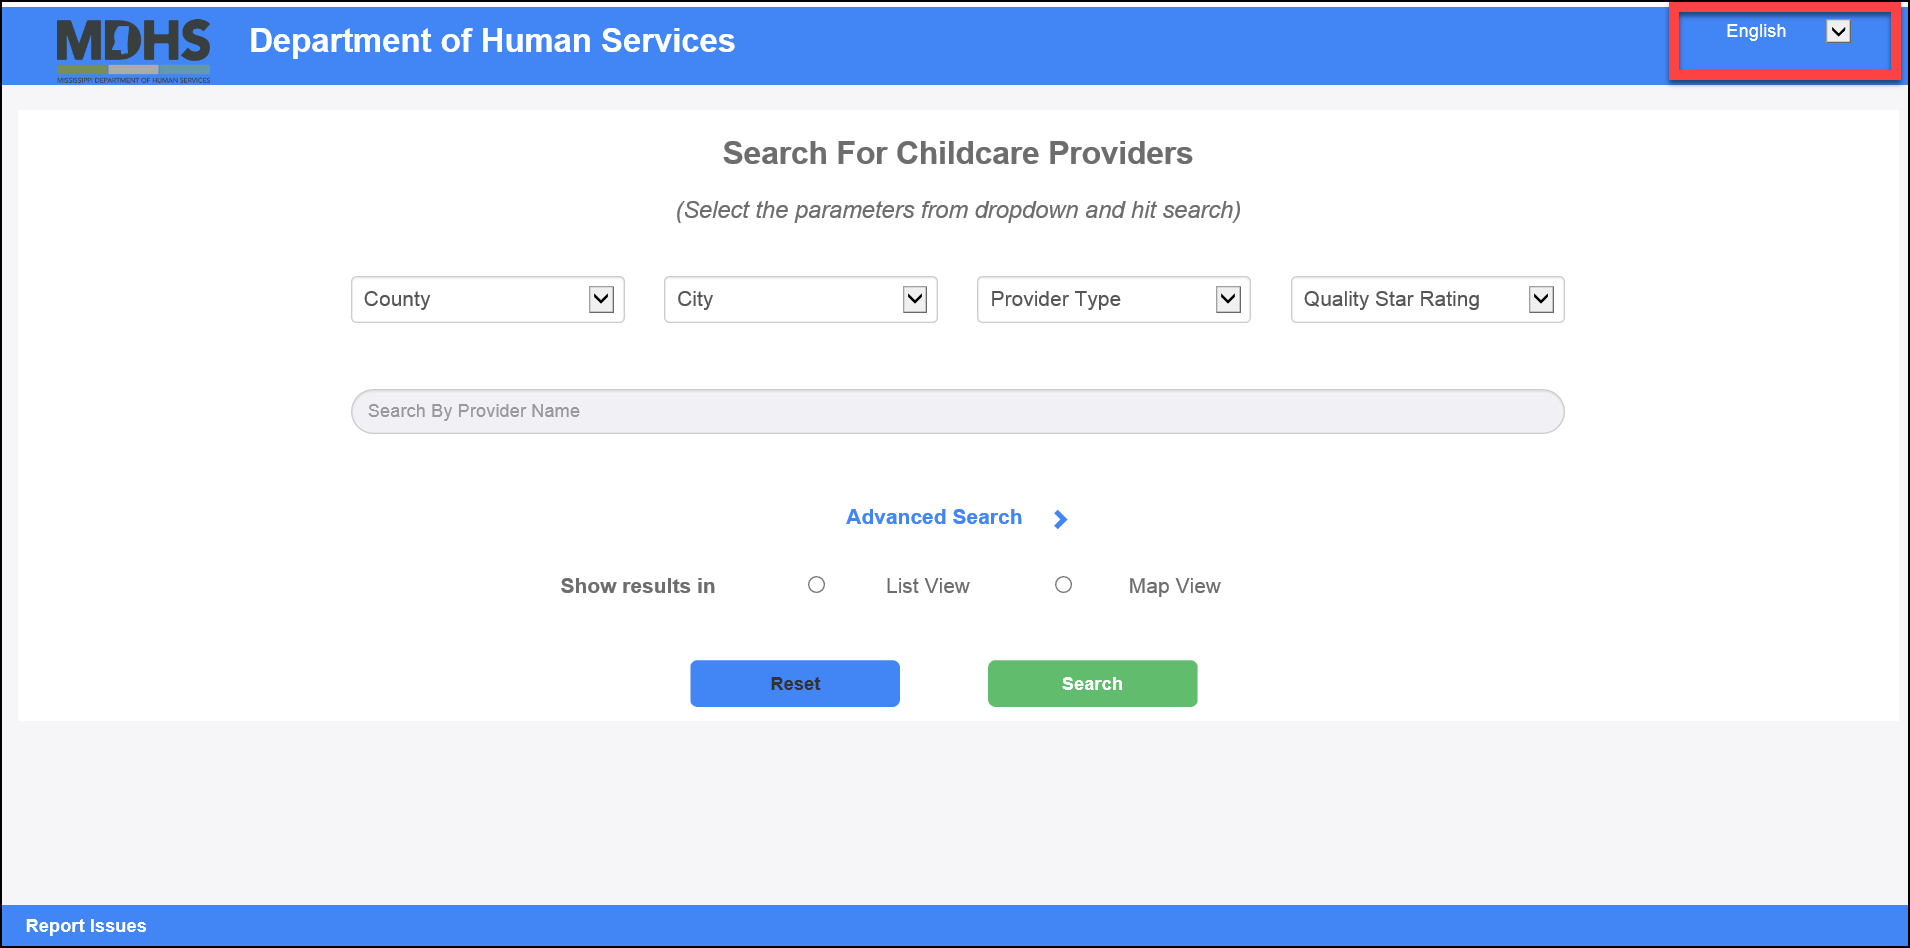 MDHS
MISSISSIPPI DEPARTMENT OF HUMAN SERVICES
Department of Human Services
English
Search For Childcare Providers
(Select the parameters from dropdown and hit search)
County
City
Provider Type
Quality Star Rating
Search By Provider Name
Advanced Search
Show results in
List View
Map View
Reset
Search
Report Issues